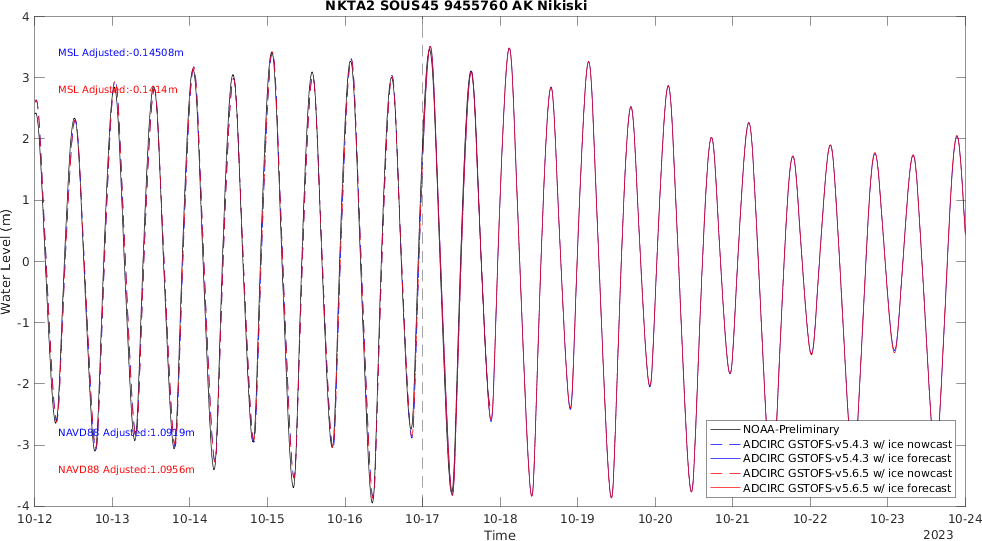 NKTA2 SOUS45 9455760 AK Nikiski
MSL Adjusted:-0.14508m
MSL Adjusted:-0.1414m
NAVD88 Adjusted:1.0919m
NAVD88 Adjusted:1.0956m
Water Level (m)
4
3
2
1
0
-1
-2
-3
-4
NOAA-Preliminary
ADCIRC GSTOFS-v5.4.3 w/ ice nowcast
ADCIRC GSTOFS-v5.4.3 w/ ice forecast
ADCIRC GSTOFS-v5.6.5 w/ ice nowcast
ADCIRC GSTOFS-v5.6.5 w/ ice forecast
10-12 10-13 10-14 10-15 10-16 10-17 10-18 10-19 10-20 10-21 10-22 10-23 10-24
Time
2023